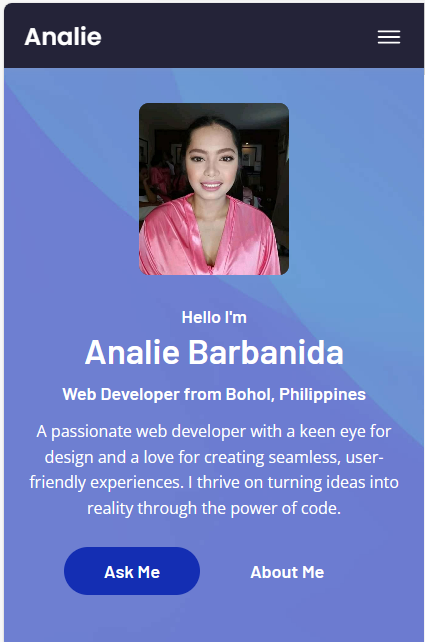 Analie
Hello I'm
Analie Barbanida
Web Developer from Bohol, Philippines
A passionate web developer with a keen eye for
design and a love for creating seamless, user-
friendly experiences. I thrive on turning ideas into
reality through the power of code.
Ask Me
About Me